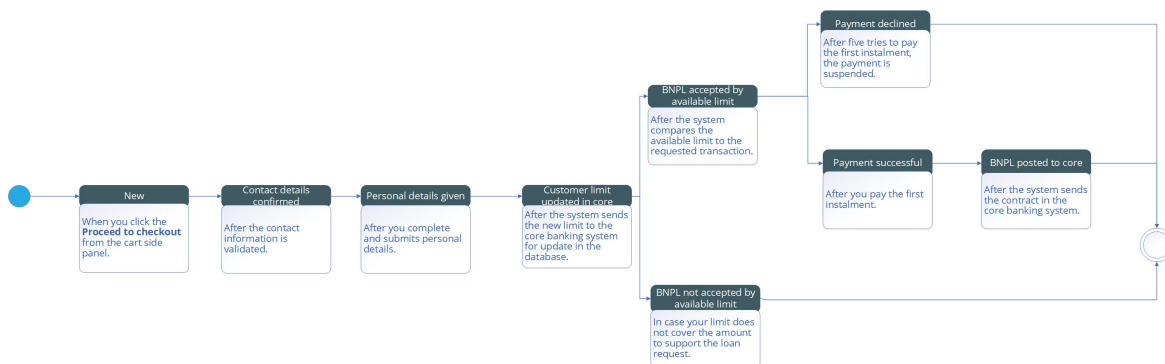 New
When you click the
Proceed to checkout
from the cart side
panel.
Contact details
confirmed
After the contact
information is
validated.
Personal details given
After you complete
and submits personal
details.
Customer limit
updated in core
After the system sends
the new limit to the
core banking system
for update in the
database.
BNPL accepted by
available limit
After the system
compares the
available limit to the
requested transaction.
Payment declined
After five tries to pay
the first instalment,
the payment is
suspended.
Payment successful
After you pay the first
instalment.
BNPL posted to core
After the system sends
the contract in the
core banking system.
BNPL not accepted by
available limit
In case your limit does
not cover the amount
to support the loan
request.